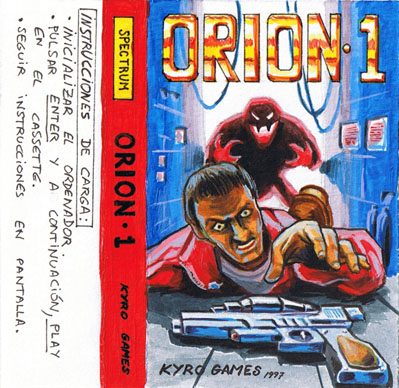 INSTRUCCIONES DE CARGA:
· INICIALIZAR EL ORDENADOR.
· PULSAR ENTER Y A CONTINUACIÓN, PLAY
EN EL CASSETTE.
· SEGUIR INSTRUCCIONES EN PANTALLA.
SPECTRUM
ORION·1
KYRO GAMES
ORION·1
KYRO GAMES 1997